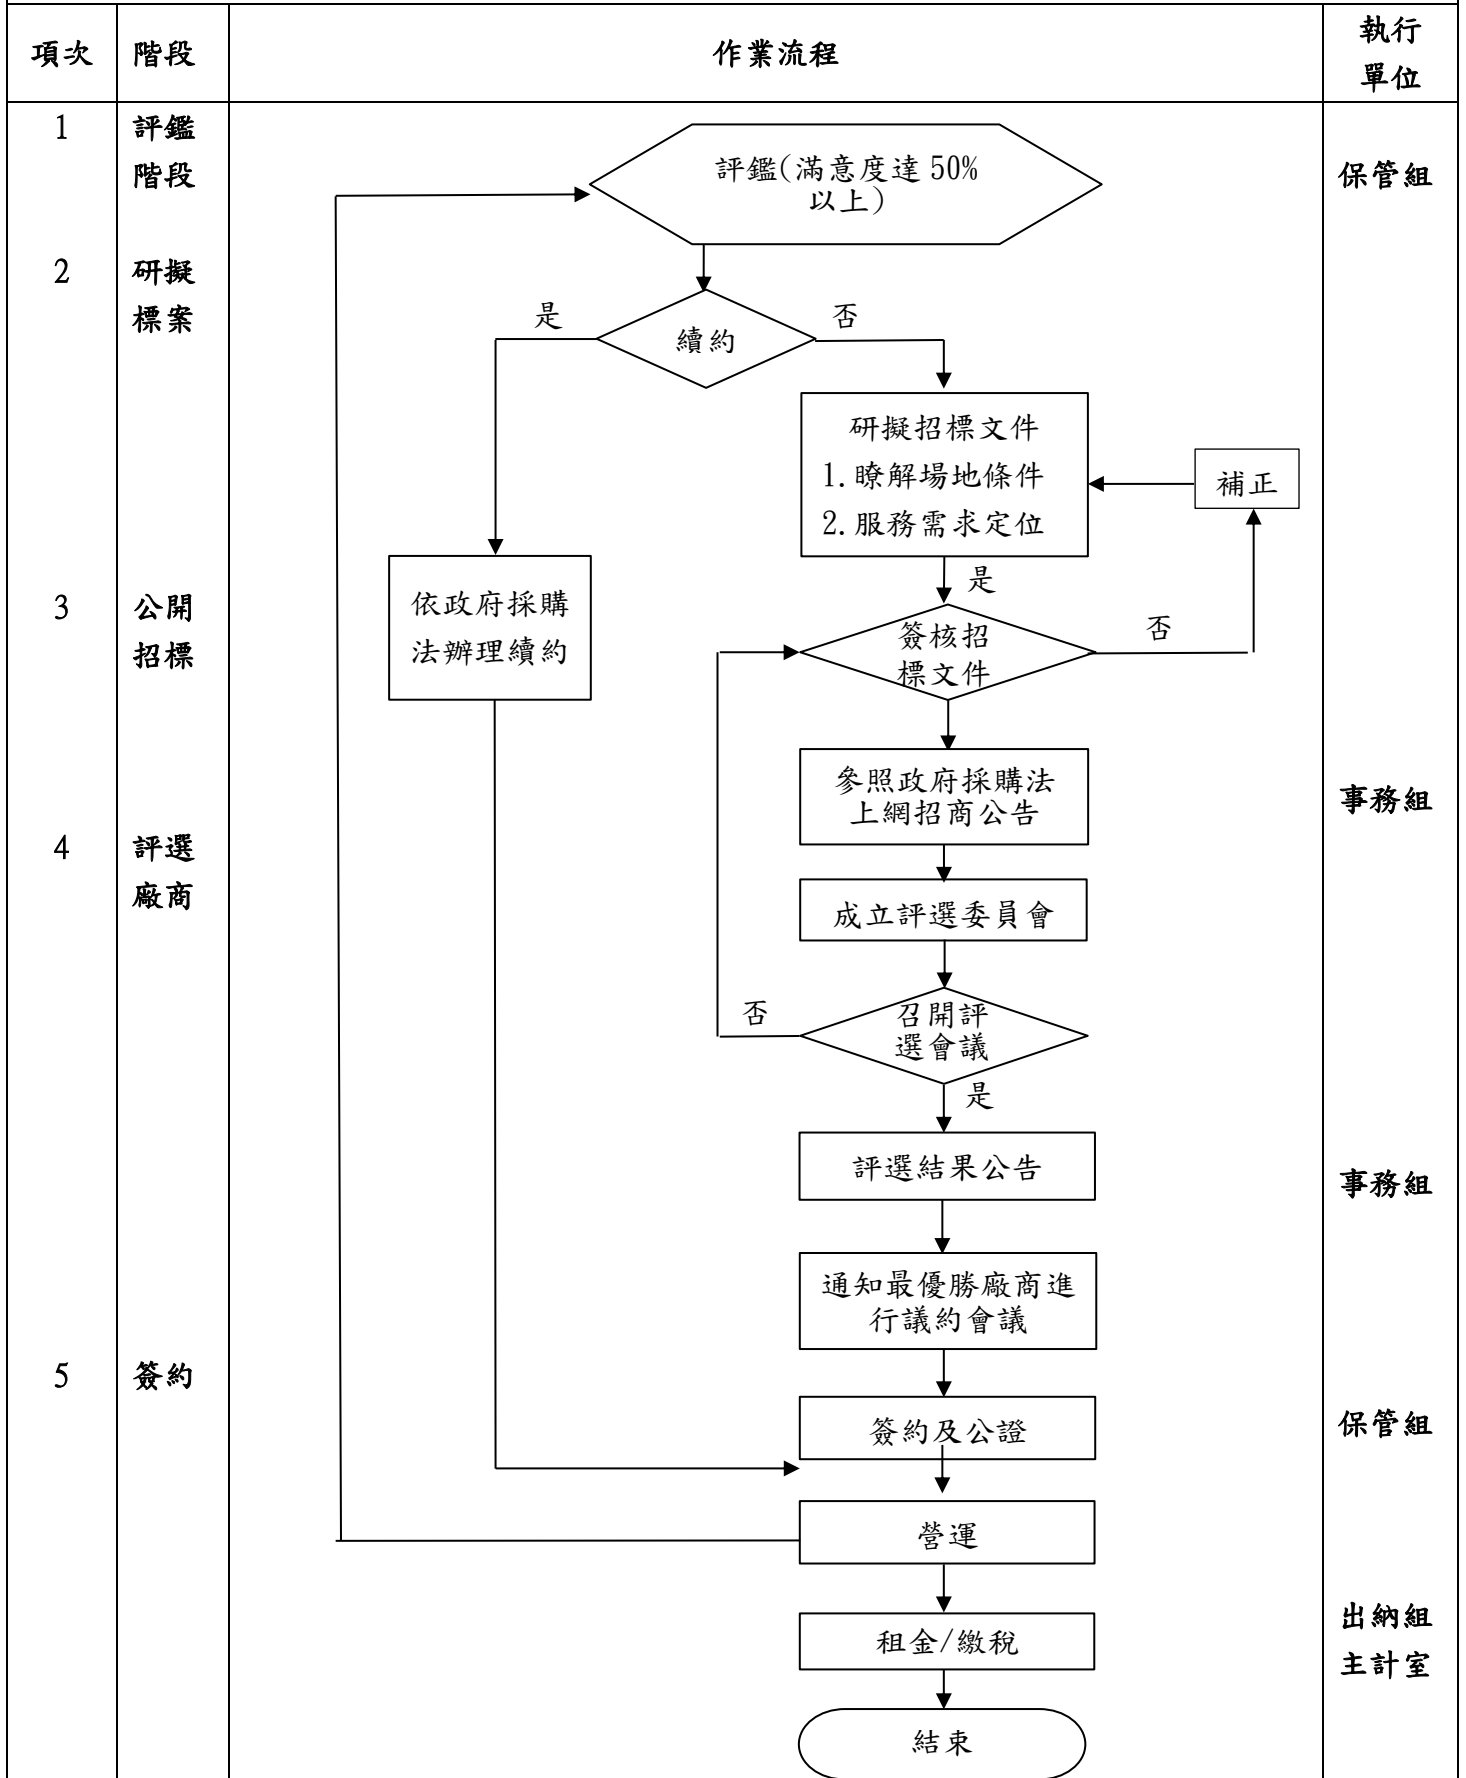 項次
階段
作業流程
執行
單位
1
評鑑
階段
評鑑(滿意度達 50%
以上)
保管組
2
研擬
標案
是
續約
否
研擬招標文件
1.瞭解場地條件
2.服務需求定位
補正
3
公開
招標
依政府採購
法辦理續約
是
簽核招
標文件
否
參照政府採購法
上網招商公告
事務組
4
評選
廠商
成立評選委員會
否
召開評
選會議
是
評選結果公告
事務組
通知最優勝廠商進
行議約會議
5
簽約
簽約及公證
保管組
營運
租金/繳稅
出納組
主計室
結束